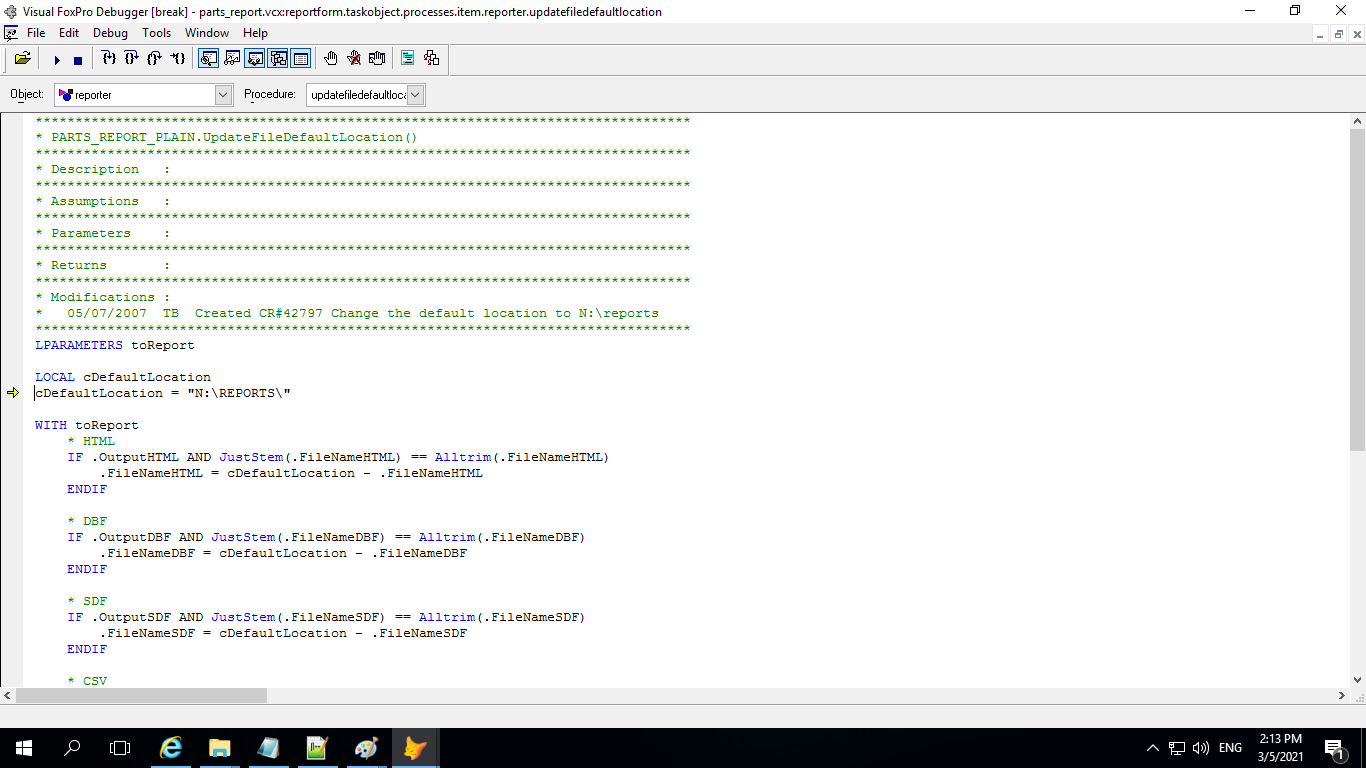 Visual FoxPro Debugger [break] - parts_report.vcx:reportform.taskobject.processes.item.reporter.updatefiledefaultlocation
File Edit Debug Tools Window Help
Object: reporter Procedure: updatefiledefaultloca
**********************************************************************************
* PARTS_REPORT_PLAIN.UpdateFileDefaultLocation()
**********************************************************************************
* Description :
**********************************************************************************
* Assumptions :
**********************************************************************************
* Parameters :
**********************************************************************************
* Returns :
**********************************************************************************
* Modifications :
* 05/07/2007 TB Created CR#42797 Change the default location to N:\reports
**********************************************************************************
LPARAMETERS toReport
LOCAL cDefaultLocation
cDefaultLocation = "N:\REPORTS\"
WITH toReport
* HTML
IF .OutputHTML AND JustStem(.FileNameHTML) == Alltrim(.FileNameHTML)
.FileNameHTML = cDefaultLocation - .FileNameHTML
ENDIF
* DBF
IF .OutputDBF AND JustStem(.FileNameDBF) == Alltrim(.FileNameDBF)
.FileNameDBF = cDefaultLocation - .FileNameDBF
ENDIF
* SDF
IF .OutputSDF AND JustStem(.FileNameSDF) == Alltrim(.FileNameSDF)
.FileNameSDF = cDefaultLocation - .FileNameSDF
ENDIF
* CSV
ENG
2:13 PM
3/5/2021
1